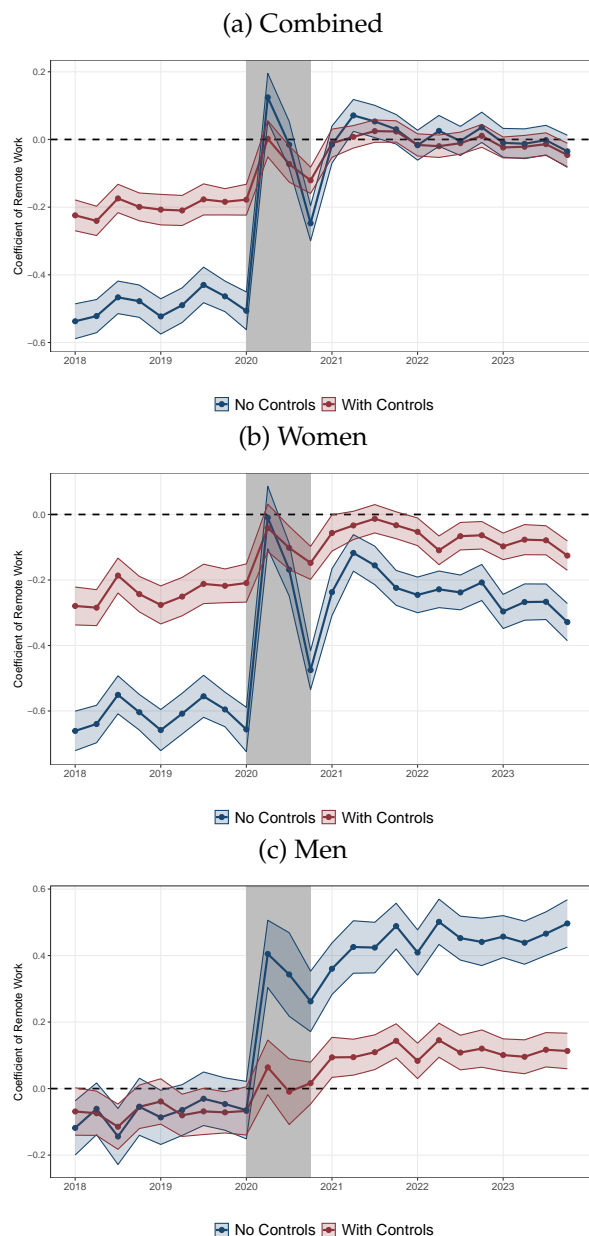 (a) Combined
0.2
0.0
−0.2
−0.4
−0.6
Coefficient of Remote Work
2018 2019 2020 2021 2022 2023
No Controls With Controls
(b) Women
0.0
−0.2
−0.4
−0.6
Coefficient of Remote Work
2018 2019 2020 2021 2022 2023
No Controls With Controls
(c) Men
0.6
0.4
0.2
0.0
−0.2
Coefficient of Remote Work
2018 2019 2020 2021 2022 2023
No Controls With Controls